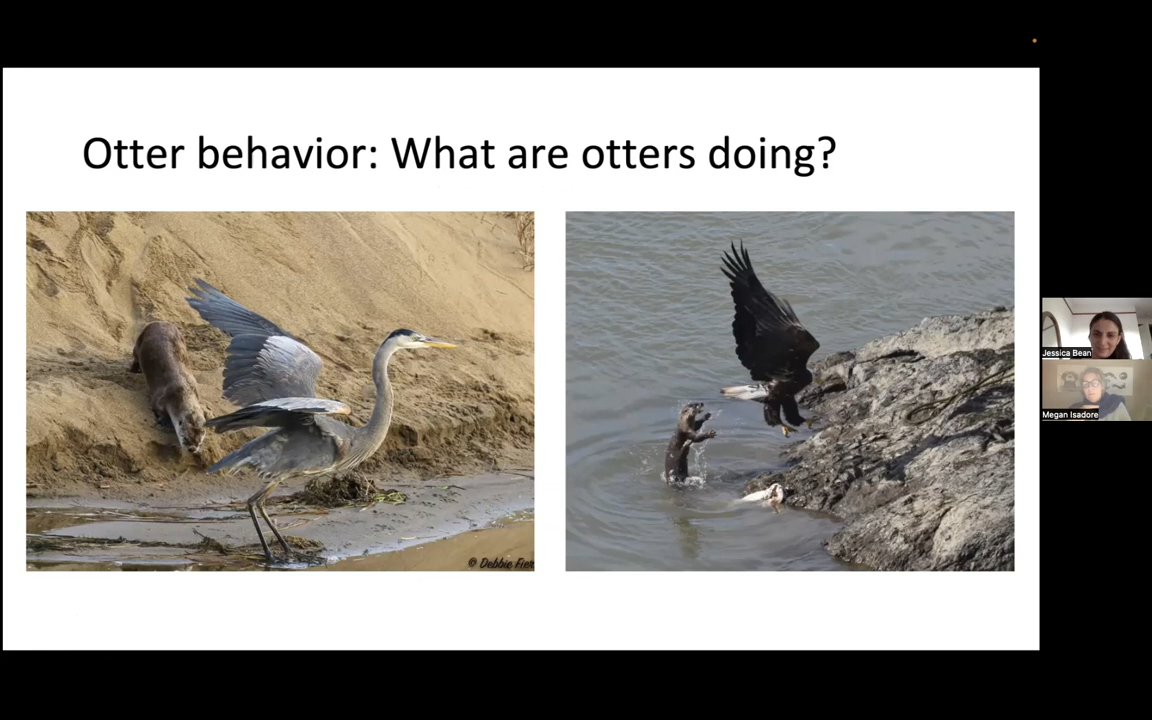 Otter behavior: What are otters doing?
© Debbie Fier
Jessica Bean
Megan Isadore